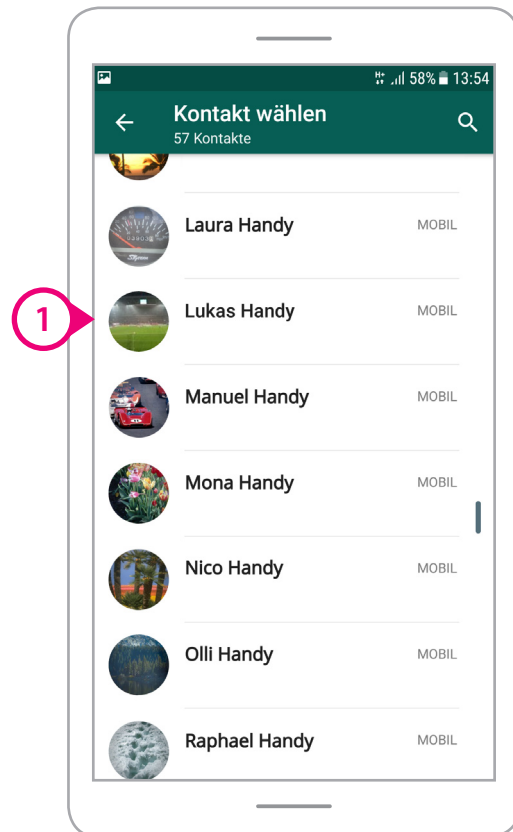 H+ 58% 13:54
Kontakt wählen
57 Kontakte
Laura Handy MOBIL
1
Lukas Handy MOBIL
Manuel Handy MOBIL
Mona Handy MOBIL
Nico Handy MOBIL
Olli Handy MOBIL
Raphael Handy MOBIL